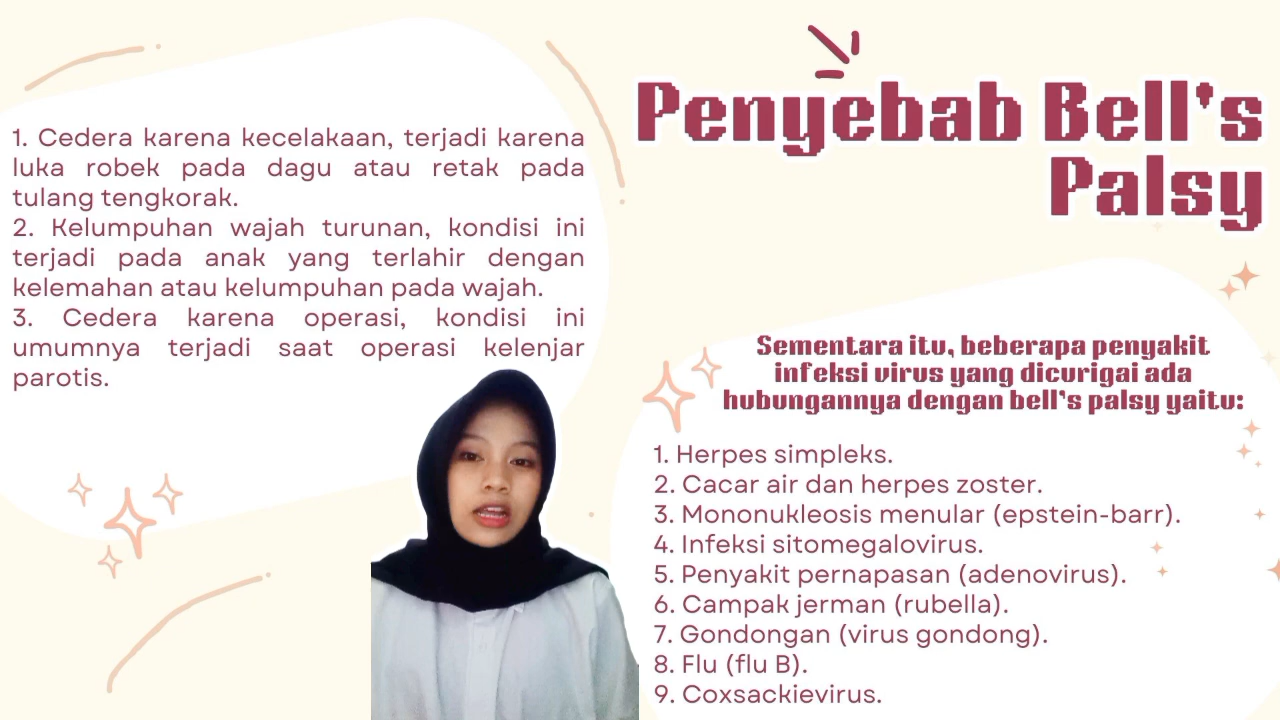 Penyebab Bell's
Palsy
1. Cedera karena kecelakaan, terjadi karena
luka robek pada dagu atau retak pada
tulang tengkorak.
2. Kelumpuhan wajah turunan, kondisi ini
terjadi pada anak yang terlahir dengan
kelemahan atau kelumpuhan pada wajah.
3. Cedera karena operasi, kondisi ini
umumnya terjadi saat operasi kelenjar
parotis.
Sementara itu, beberapa penyakit
infeksi virus yang dicurigai ada
hubungannya dengan bell's palsy yaitu:
1. Herpes simpleks.
2. Cacar air dan herpes zoster.
3. Mononukleosis menular (epstein-barr).
4. Infeksi sitomegalovirus.
5. Penyakit pernapasan (adenovirus).
6. Campak jerman (rubella).
7. Gondongan (virus gondong).
8. Flu (flu B).
9. Coxsackievirus.